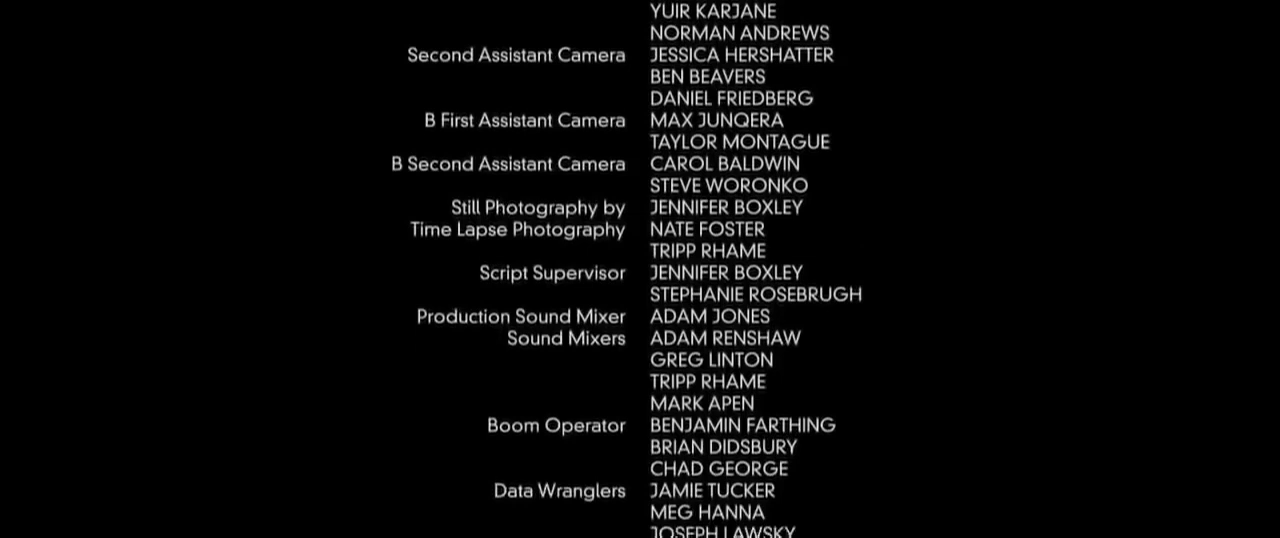 YUIR KARJANE
NORMAN ANDREWS
Second Assistant Camera JESSICA HERSHATTER
BEN BEAVERS
DANIEL FRIEDBERG
B First Assistant Camera MAX JUNQERA
TAYLOR MONTAGUE
B Second Assistant Camera CAROL BALDWIN
STEVE WORONKO
Still Photography by JENNIFER BOXLEY
Time Lapse Photography NATE FOSTER
TRIPP RHAME
Script Supervisor JENNIFER BOXLEY
STEPHANIE ROSEBRUGH
Production Sound Mixer ADAM JONES
Sound Mixers ADAM RENSHAW
GREG LINTON
TRIPP RHAME
MARK APEN
Boom Operator BENJAMIN FARTHING
BRIAN DIDSBURY
CHAD GEORGE
Data Wranglers JAMIE TUCKER
MEG HANNA
JOSEPH LAWSKY